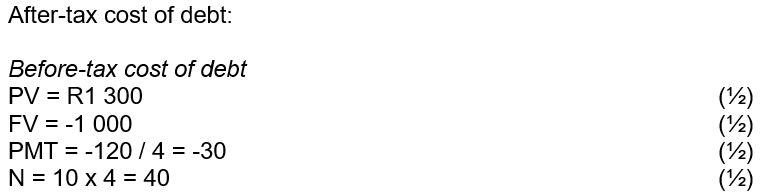 After-tax cost of debt:
Before-tax cost of debt
PV = R1 300 (½)
FV = -1 000 (½)
PMT = -120 / 4 = -30 (½)
N = 10 x 4 = 40 (½)